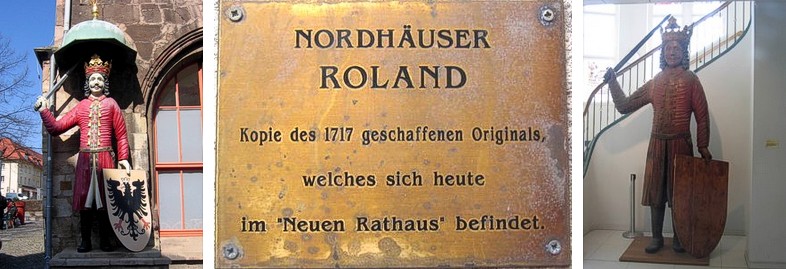 NORDHÄUSER
ROLAND
Kopie des 1717 geschaffenen Originals,
welches sich heute
im "Neuen Rathaus" befindet.